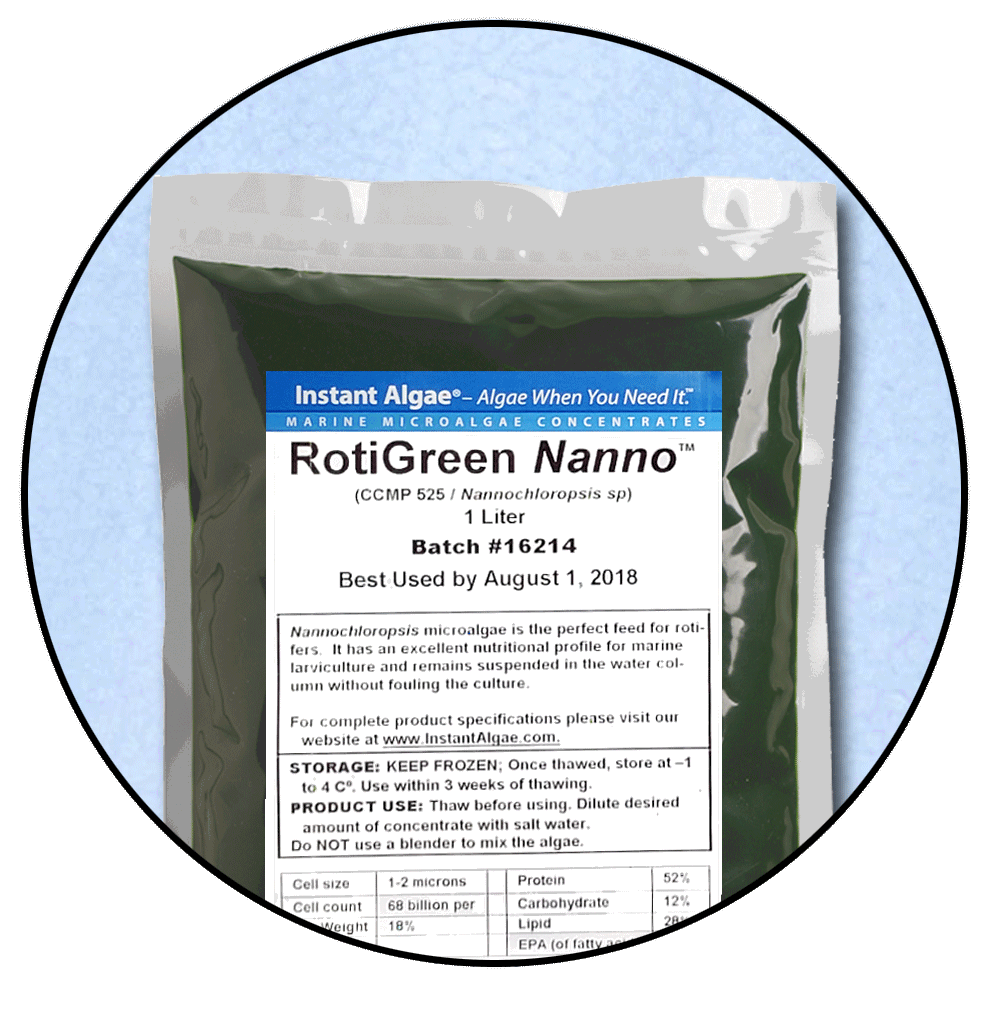 Instant Algae®– Algae When You Need It.™
MARINE MICROALGAE CONCENTRATES
RotiGreen Nanno™
(CCMP 525 / Nannochloropsis sp)
1 Liter
Batch #16214
Best Used by August 1, 2018
Nannochloropsis microalgae is the perfect feed for roti-
fers. It has an excellent nutritional profile for marine
larviculture and remains suspended in the water col-
umn without fouling the culture.
For complete product specifications please visit our
website at www.InstantAlgae.com.
STORAGE: KEEP FROZEN; Once thawed, store at –1
to 4 Cº. Use within 3 weeks of thawing.
PRODUCT USE: Thaw before using. Dilute desired
amount of concentrate with salt water.
Do NOT use a blender to mix the algae.
Cell size 1-2 microns Protein 52%
Cell count 68 billion per Carbohydrate 12%
Weight 18% Lipid 28%
EPA (of fatty